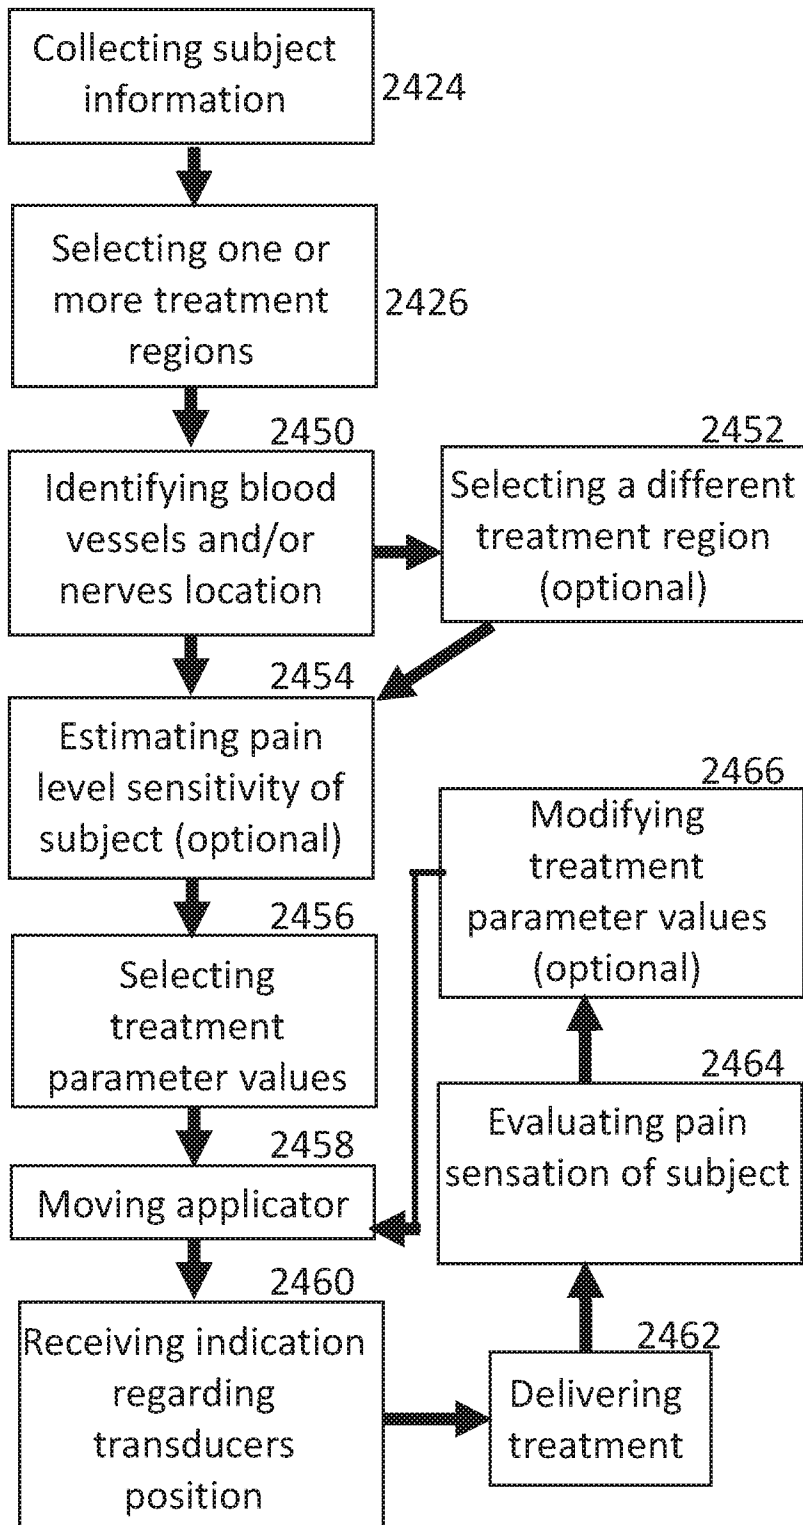 Collecting subject
information
2424
Selecting one or
more treatment
regions
2426
2450
Identifying blood
vessels and/or
nerves location
2452
Selecting a different
treatment region
(optional)
2454
Estimating pain
level sensitivity of
subject (optional)
2456
Selecting
treatment
parameter values
2458
Moving applicator
2460
Receiving indication
regarding
transducers
position
2462
Delivering
treatment
2464
Evaluating pain
sensation of subject
2466
Modifying
treatment
parameter values
(optional)